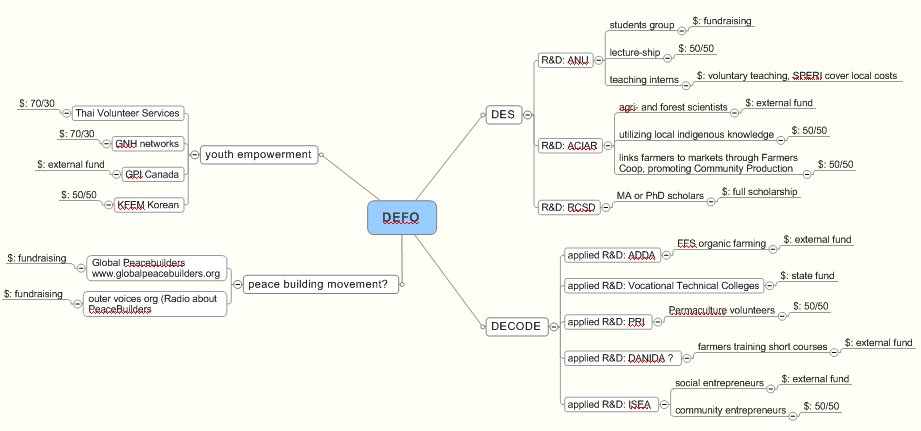 DEFO
DES
R&D: ANU
students group
$: fundraising
lecture-ship
$: 50/50
teaching interns
$: voluntary teaching, SPERI cover local costs
R&D: ACIAR
agri- and forest scientists
$: external fund
utilizing local indigenous knowledge
$: 50/50
links farmers to markets through Farmers
Coop, promoting Community Production
$: 50/50
R&D: RCSD
MA or PhD scholars
$: full scholarship
DECODE
applied R&D: ADDA
FFS organic farming
$: external fund
applied R&D: Vocational Technical Colleges
$: state fund
applied R&D: PRI
Permaculture volunteers
$: 50/50
applied R&D: DANIDA ?
farmers training short courses
$: external fund
applied R&D: ISEA
social entrepreneurs
$: external fund
community entrepreneurs
$: 50/50
youth empowerment
Thai Volunteer Services
$: 70/30
GNH networks
$: 70/30
GPI Canada
$: external fund
KFEM Korean
$: 50/50
peace building movement?
Global Peacebuilders
www.globalpeacebuilders.org
$: fundraising
outer voices org (Radio about
PeaceBuilders
$: fundraising